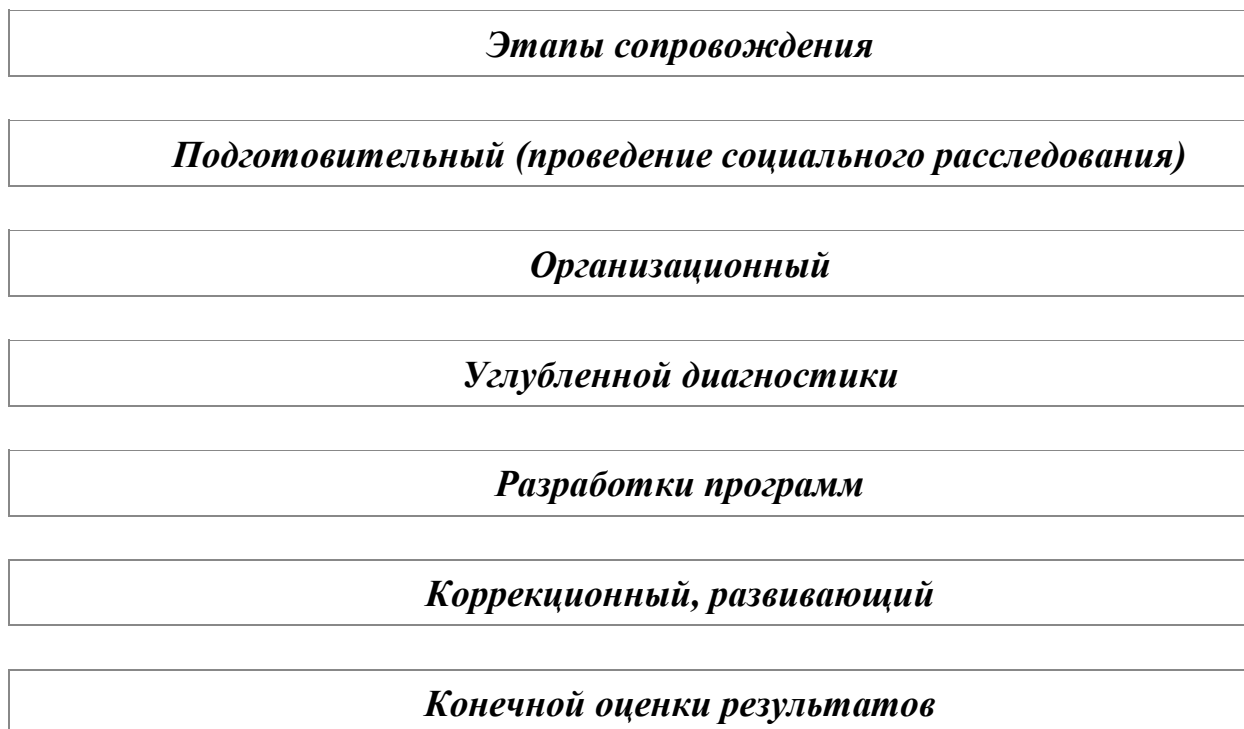 Этапы сопровождения
Подготовительный (проведение социального расследования)
Организационный
Углубленной диагностики
Разработки программ
Коррекционный, развивающий
Конечной оценки результатов